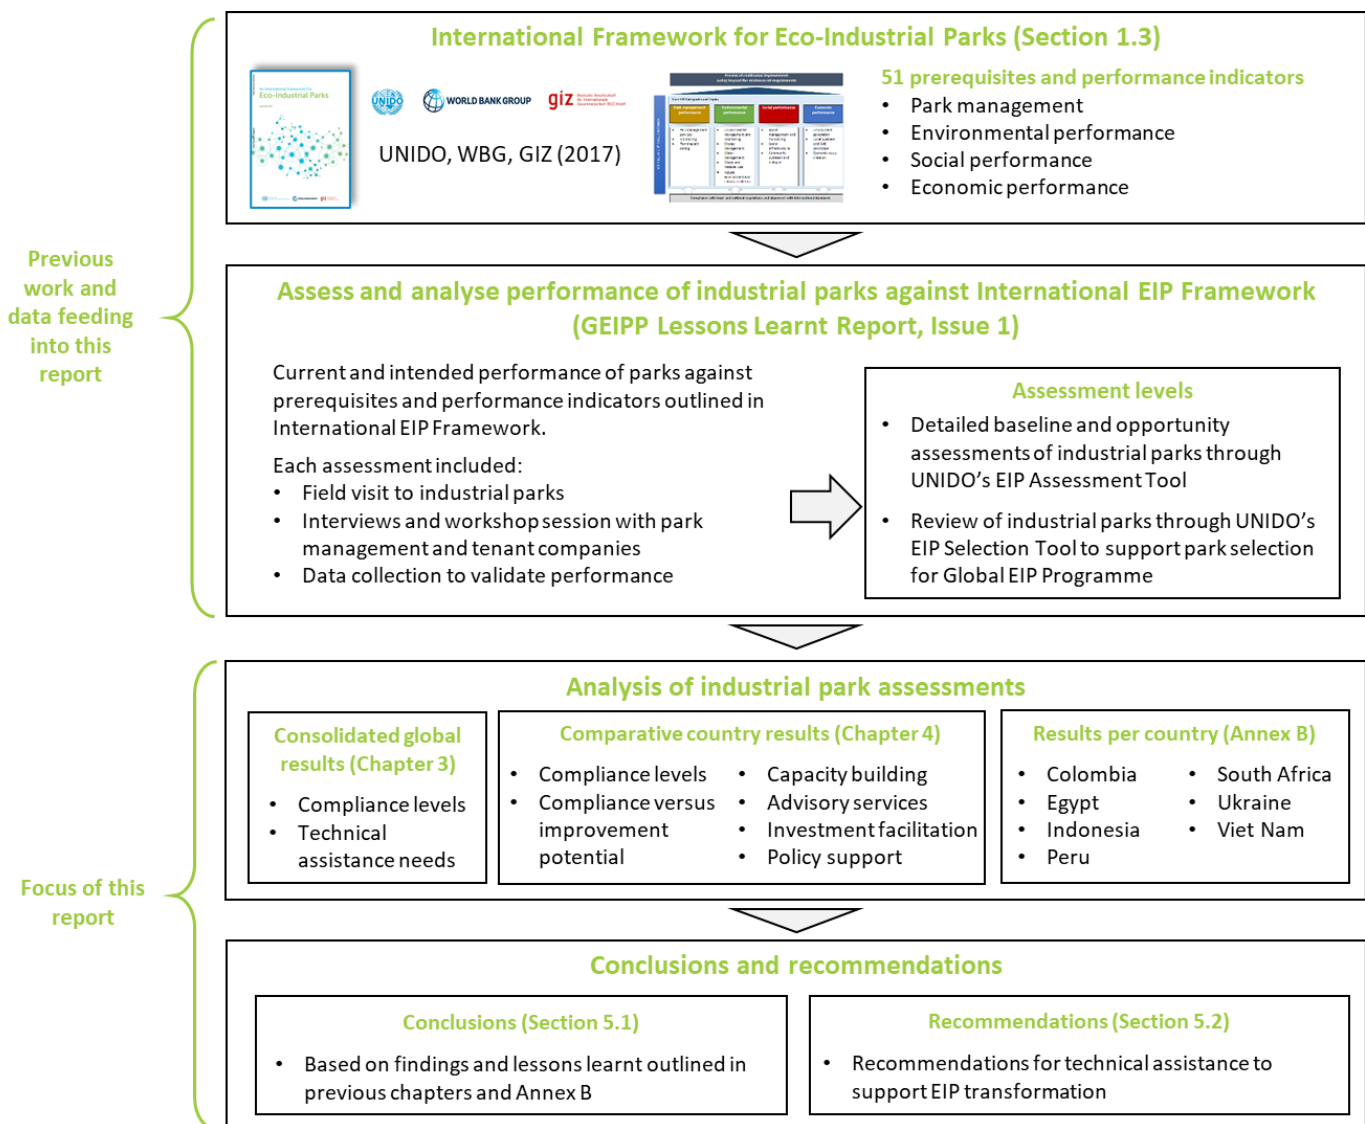 International Framework for Eco-Industrial Parks (Section 1.3)
Eco-Industrial Parks
UNIDO
WORLD BANK GROUP
giz
UNIDO, WBG, GIZ (2017)
51 prerequisites and performance indicators
• Park management
• Environmental performance
• Social performance
• Economic performance
Previous
work and
data feeding
into this
report
Assess and analyse performance of industrial parks against International EIP Framework
(GEIPP Lessons Learnt Report, Issue 1)
Current and intended performance of parks against
prerequisites and performance indicators outlined in
International EIP Framework.
Each assessment included:
• Field visit to industrial parks
• Interviews and workshop session with park
management and tenant companies
• Data collection to validate performance
Assessment levels
• Detailed baseline and opportunity
assessments of industrial parks through
UNIDO’s EIP Assessment Tool
• Review of industrial parks through UNIDO’s
EIP Selection Tool to support park selection
for Global EIP Programme
Focus of this
report
Analysis of industrial park assessments
Consolidated global
results (Chapter 3)
• Compliance levels
• Technical
assistance needs
Comparative country results (Chapter 4)
• Compliance levels
• Compliance versus
improvement
potential
• Capacity building
• Advisory services
• Investment facilitation
• Policy support
Results per country (Annex B)
• Colombia
• Egypt
• Indonesia
• Peru
• South Africa
• Ukraine
• Viet Nam
Conclusions and recommendations
Conclusions (Section 5.1)
• Based on findings and lessons learnt outlined in
previous chapters and Annex B
Recommendations (Section 5.2)
• Recommendations for technical assistance to
support EIP transformation